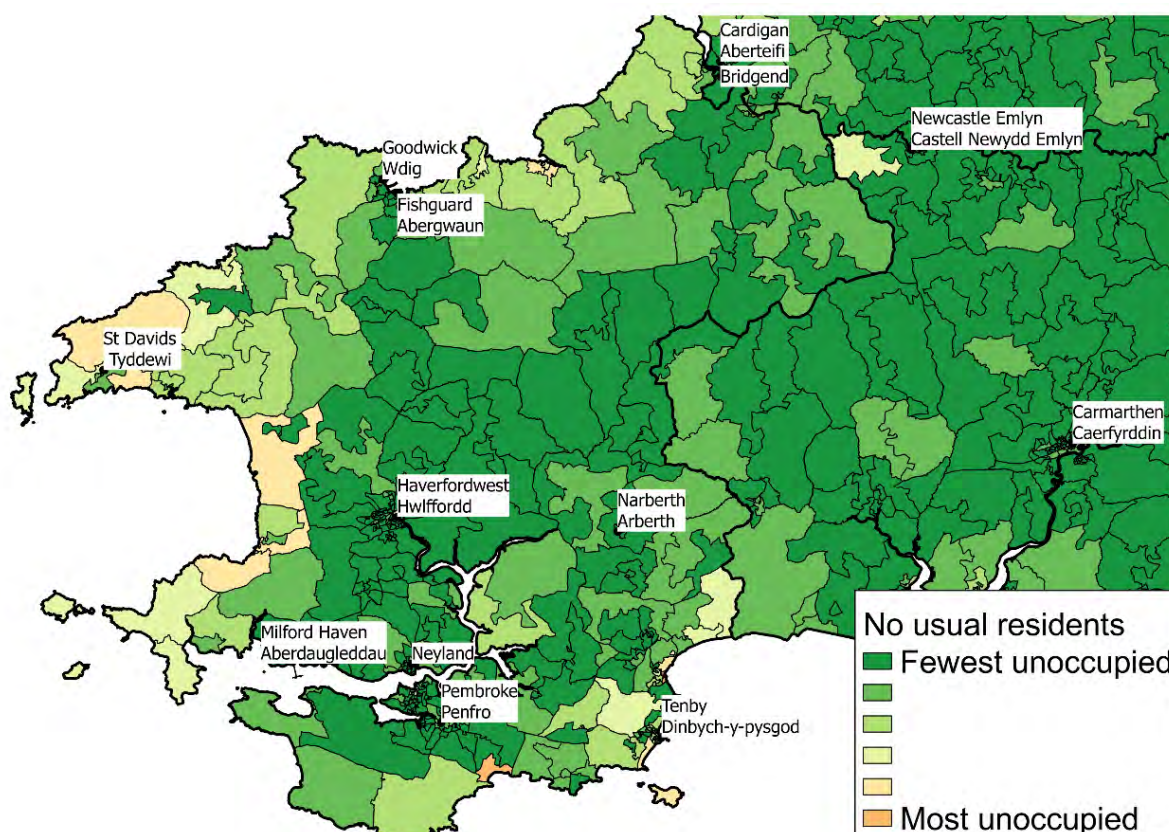 Cardigan
Aberteifi
Bridgend
Newcastle Emlyn
Castell Newydd Emlyn
Goodwick
Wdig
Fishguard
Abergwaun
St Davids
Tyddewi
Carmarthen
Caerfyrddin
Haverfordwest
Hwlffordd
Narberth
Arberth
Milford Haven
Aberdaugleddau
Neyland
Pembroke
Penfro
Tenby
Dinbych-y-pysgod
No usual residents
Fewest unoccupied
Most unoccupied